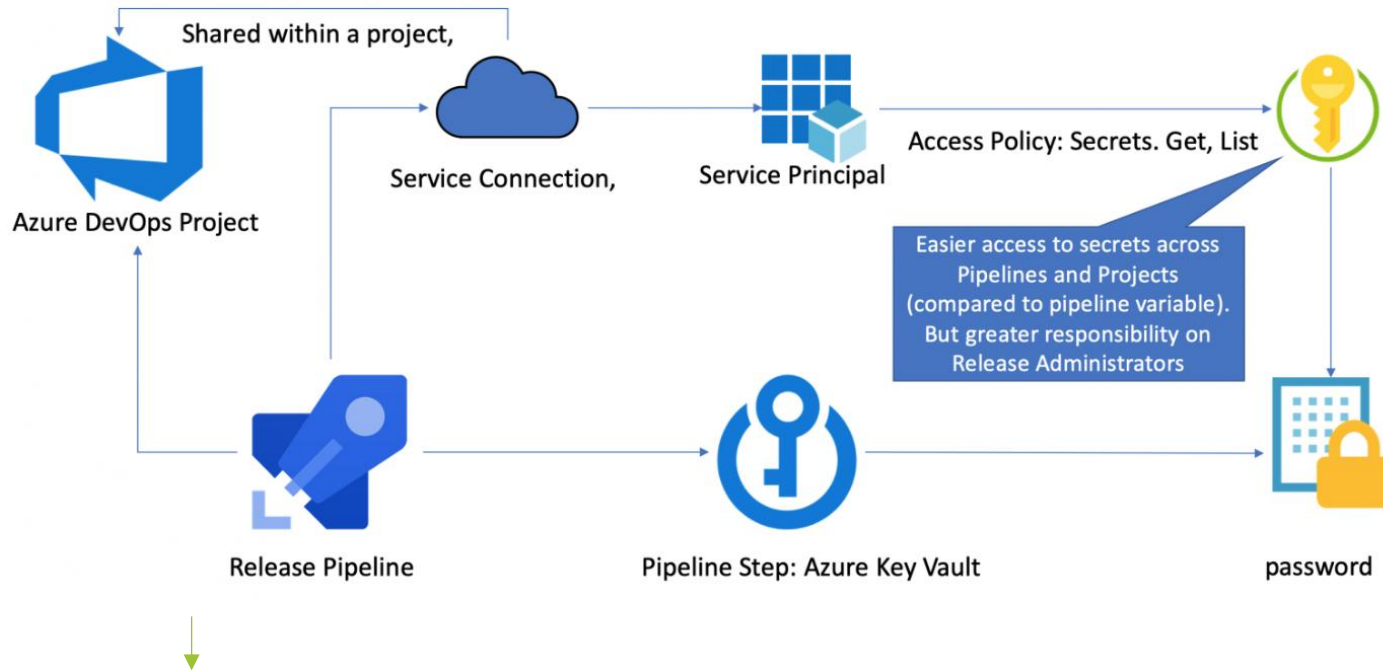 Shared within a project,
Service Connection,
Service Principal
Access Policy: Secrets. Get, List
Azure DevOps Project
Easier access to secrets across
Pipelines and Projects
(compared to pipeline variable).
But greater responsibility on
Release Administrators
Release Pipeline
Pipeline Step: Azure Key Vault
password